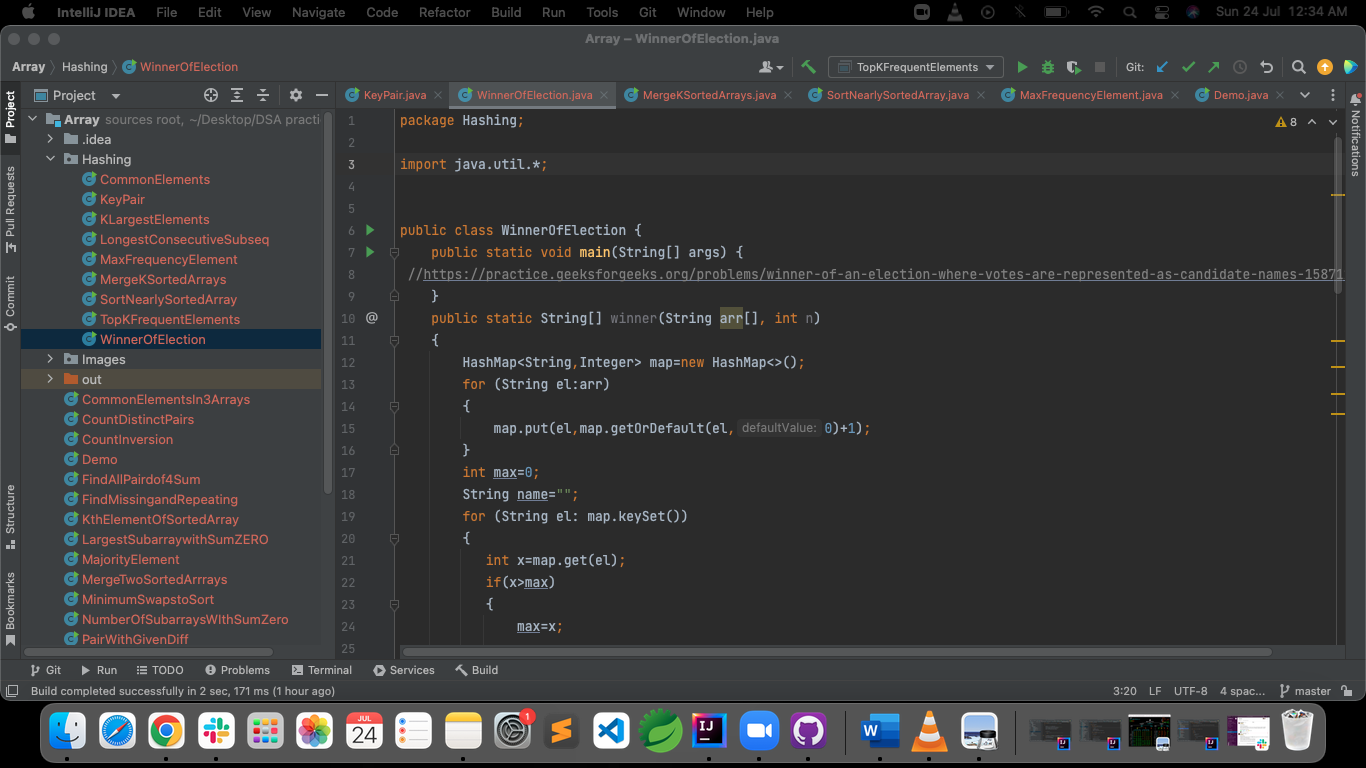 IntelliJ IDEA File Edit View Navigate Code Refactor Build Run Tools Git Window Help Sun 24 Jul 12:34 AM
Array – WinnerOfElection.java
Array Hashing WinnerOfElection TopKFrequentElements Git:
Project KeyPair.java WinnerOfElection.java MergeKSortedArrays.java SortNearlySortedArray.java MaxFrequencyElement.java Demo.java
Project
Pull Requests
Commit
Structure
Bookmarks
Array sources root, ~/Desktop/DSA practi
.idea
Hashing
CommonElements
KeyPair
KLargestElements
LongestConsecutiveSubseq
MaxFrequencyElement
MergeKSortedArrays
SortNearlySortedArray
TopKFrequentElements
WinnerOfElection
Images
out
CommonElementsIn3Arrays
CountDistinctPairs
CountInversion
Demo
FindAllPairdof4Sum
FindMissingandRepeating
KthElementOfSortedArray
LargestSubarraywithSumZERO
MajorityElement
MergeTwoSortedArrrays
MinimumSwapstoSort
NumberOfSubarraysWIthSumZero
PairWithGivenDiff
1 package Hashing;
2
3 import java.util.*;
4
5
6 public class WinnerOfElection {
7 public static void main(String[] args) {
8 //https://practice.geeksforgeeks.org/problems/winner-of-an-election-where-votes-are-represented-as-candidate-names-15871
9 }
10 @ public static String[] winner(String arr[], int n)
11 {
12 HashMap<String,Integer> map=new HashMap<>();
13 for (String el:arr)
14 {
15 map.put(el,map.getOrDefault(el, defaultValue: 0)+1);
16 }
17 int max=0;
18 String name="";
19 for (String el: map.keySet())
20 {
21 int x=map.get(el);
22 if(x>max)
23 {
24 max=x;
25
8
Notifications
Git Run TODO Problems Terminal Services Build
Build completed successfully in 2 sec, 171 ms (1 hour ago) 3:20 LF UTF-8 4 spac... master
JUL
24
1
IJ
W